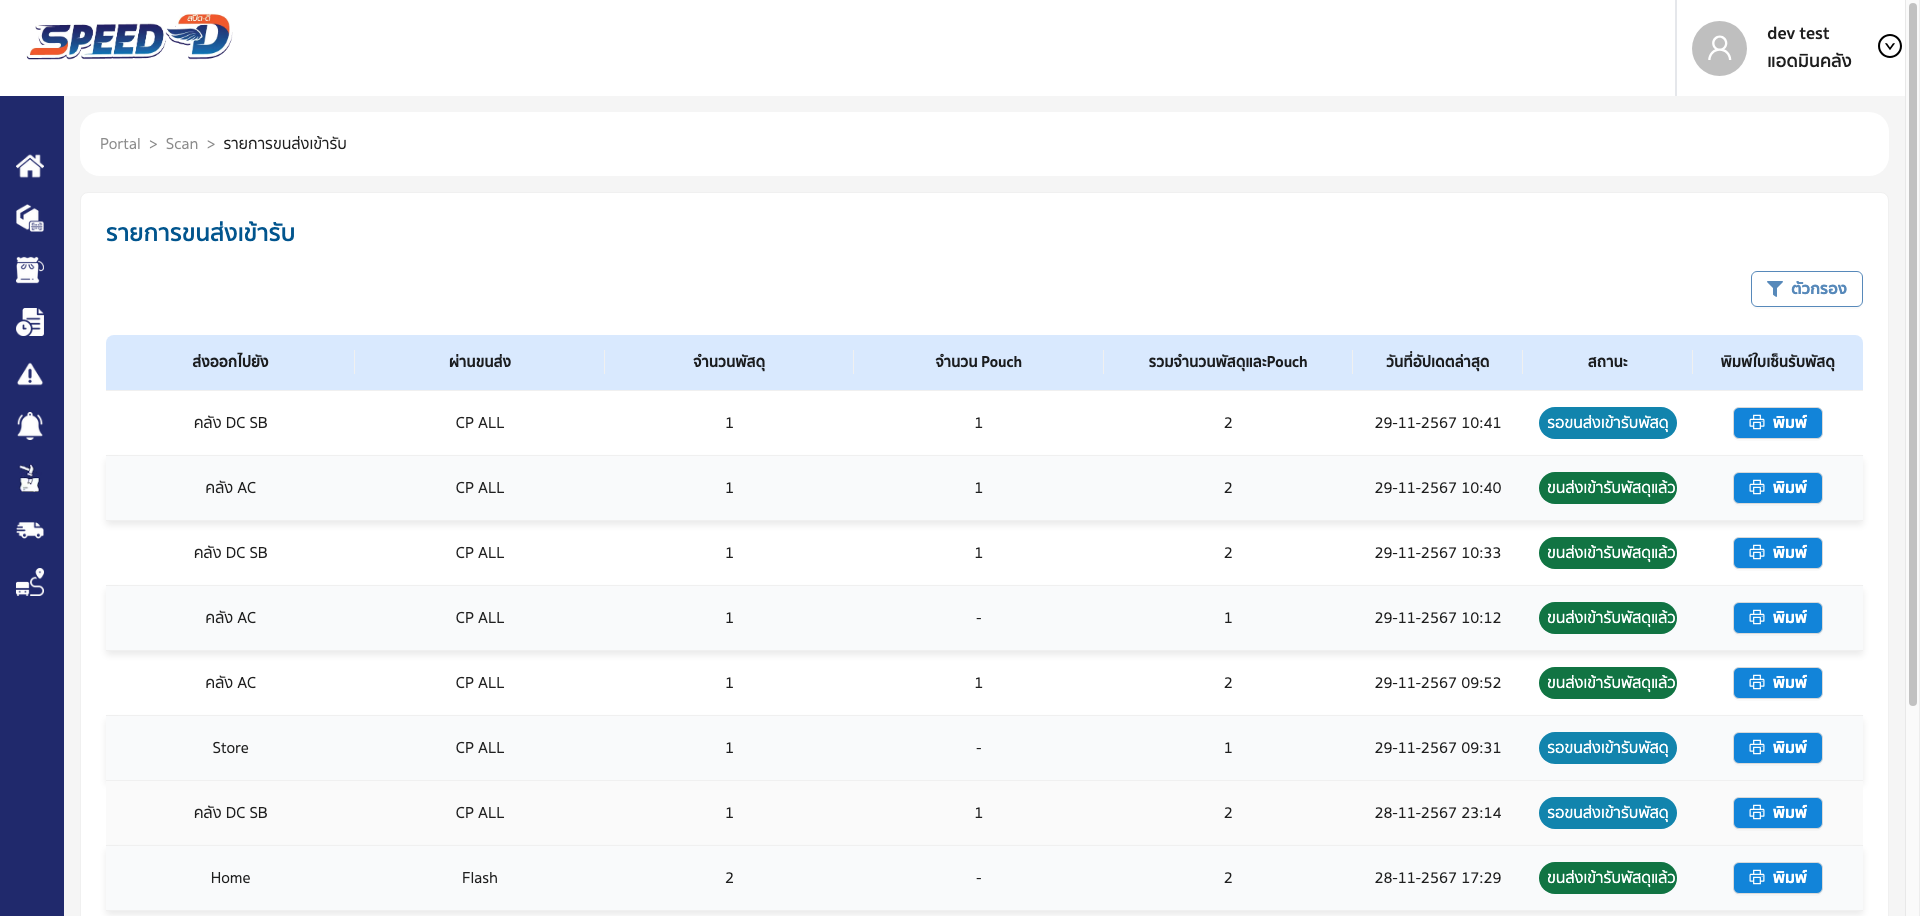 สปีด-ดี
SPEED-D
dev test
แอดมินคลัง
Portal > Scan > รายการขนส่งเข้ารับ
รายการขนส่งเข้ารับ
ตัวกรอง
ส่งออกไปยัง ผ่านขนส่ง จำนวนพัสดุ จำนวน Pouch รวมจำนวนพัสดุและPouch วันที่อัปเดตล่าสุด สถานะ พิมพ์ใบเซ็นรับพัสดุ
คลัง DC SB CP ALL 1 1 2 29-11-2567 10:41 รอขนส่งเข้ารับพัสดุ พิมพ์
คลัง AC CP ALL 1 1 2 29-11-2567 10:40 ขนส่งเข้ารับพัสดุแล้ว พิมพ์
คลัง DC SB CP ALL 1 1 2 29-11-2567 10:33 ขนส่งเข้ารับพัสดุแล้ว พิมพ์
คลัง AC CP ALL 1 - 1 29-11-2567 10:12 ขนส่งเข้ารับพัสดุแล้ว พิมพ์
คลัง AC CP ALL 1 1 2 29-11-2567 09:52 ขนส่งเข้ารับพัสดุแล้ว พิมพ์
Store CP ALL 1 - 1 29-11-2567 09:31 รอขนส่งเข้ารับพัสดุ พิมพ์
คลัง DC SB CP ALL 1 1 2 28-11-2567 23:14 รอขนส่งเข้ารับพัสดุ พิมพ์
Home Flash 2 - 2 28-11-2567 17:29 ขนส่งเข้ารับพัสดุแล้ว พิมพ์